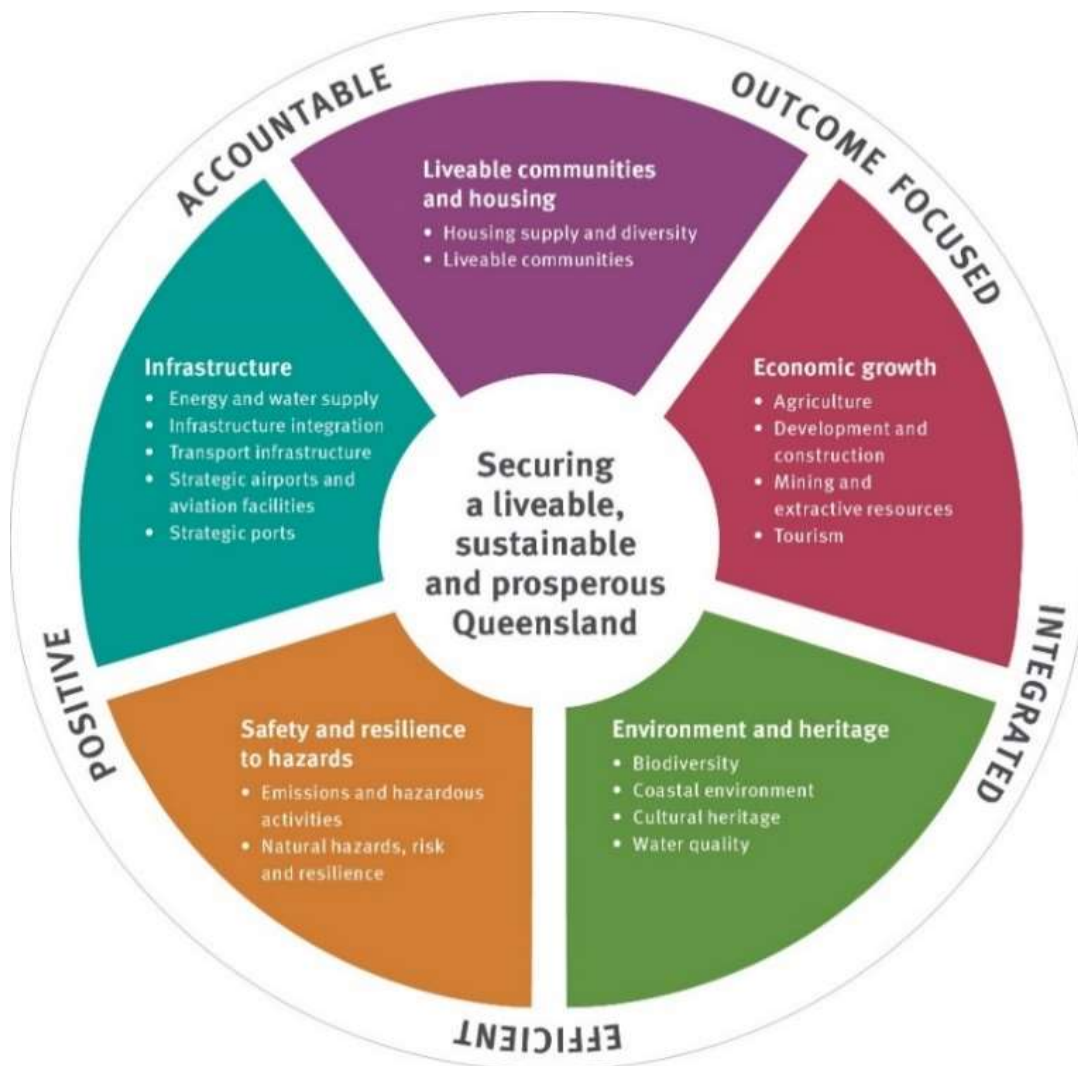 ACCOUNTABLE
OUTCOME FOCUSED
Liveable communities
and housing
• Housing supply and diversity
• Liveable communities
Infrastructure
• Energy and water supply
• Infrastructure integration
• Transport infrastructure
• Strategic airports and
aviation facilities
• Strategic ports
Economic growth
• Agriculture
• Development and
construction
• Mining and
extractive resources
• Tourism
Securing
a liveable,
sustainable
and prosperous
Queensland
POSITIVE
INTEGRATED
Safety and resilience
to hazards
• Emissions and hazardous
activities
• Natural hazards, risk
and resilience
Environment and heritage
• Biodiversity
• Coastal environment
• Cultural heritage
• Water quality
EFFICIENT